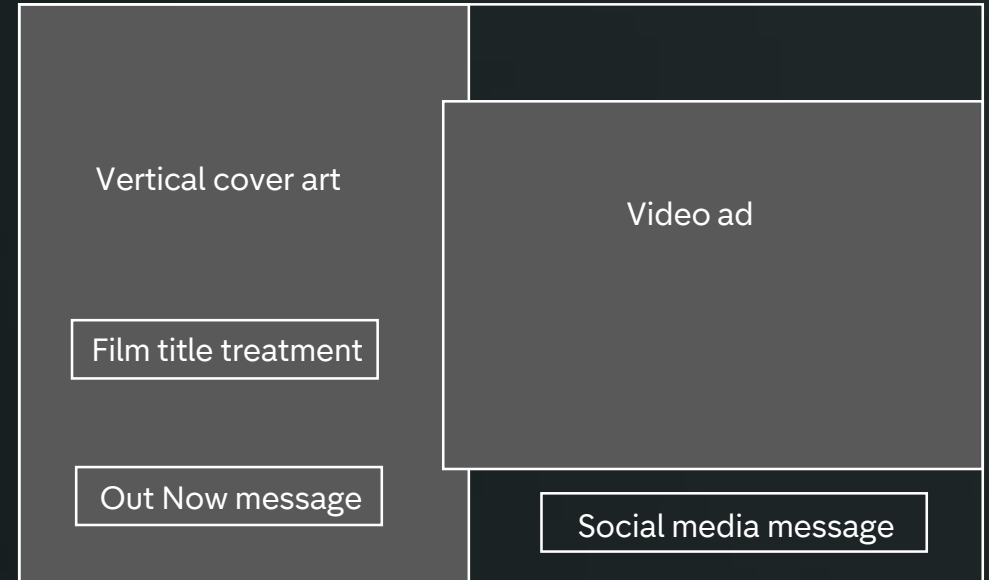 Vertical cover art
Video ad
Film title treatment
Out Now message
Social media message